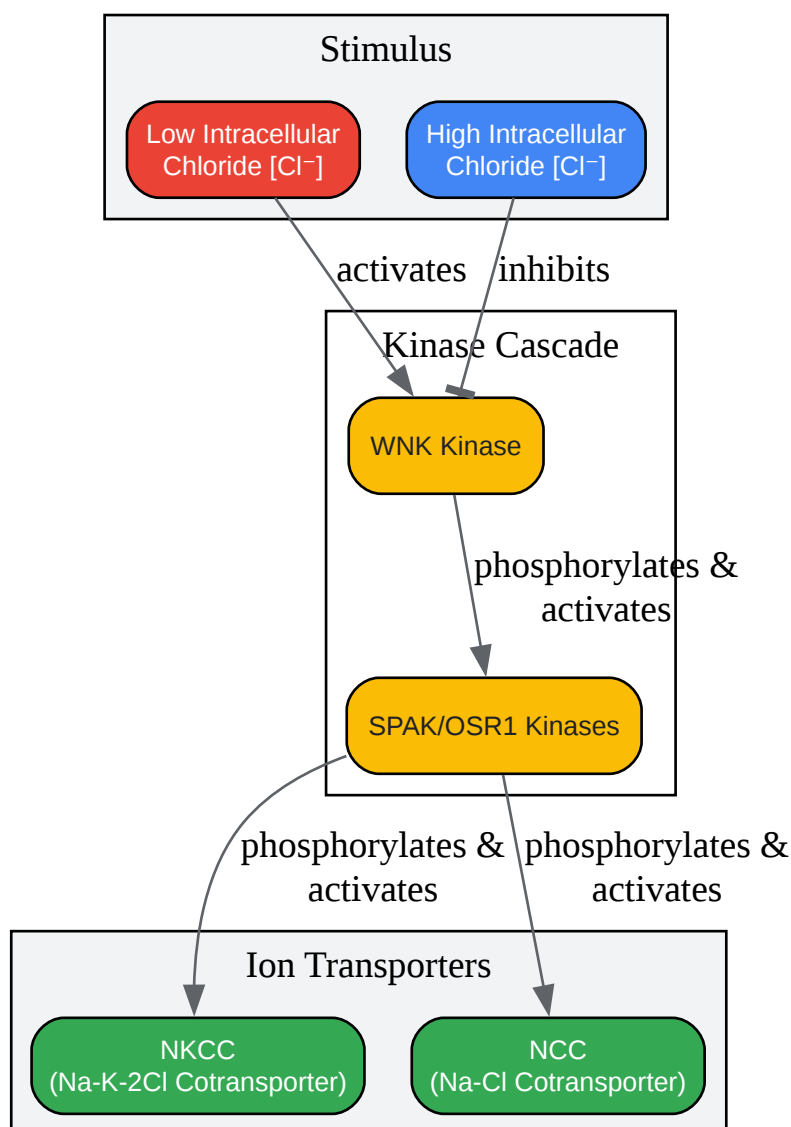 Stimulus
Low Intracellular
Chloride [Cl⁻]
High Intracellular
Chloride [Cl⁻]
activates
inhibits
Kinase Cascade
WNK Kinase
phosphorylates &
activates
SPAK/OSR1 Kinases
phosphorylates &
activates
phosphorylates &
activates
Ion Transporters
NKCC
(Na-K-2Cl Cotransporter)
NCC
(Na-Cl Cotransporter)